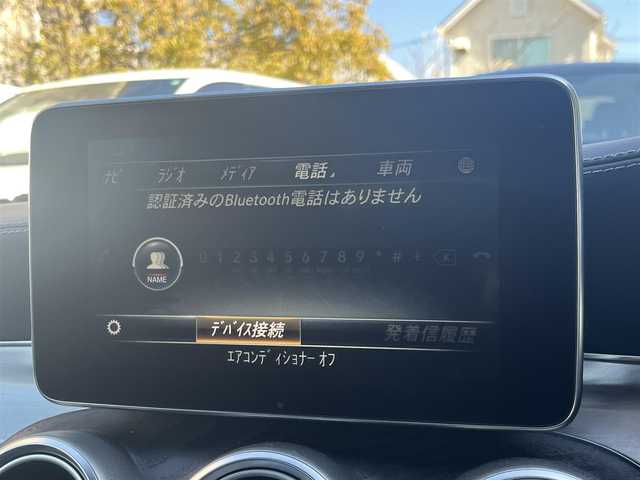 ﾅﾋﾞ ﾗｼﾞｵ ﾒﾃﾞｨｱ 電話 車両
認証済みのBluetooth電話はありません
0 1 2 3 4 5 6 7 8 9 * # +
NAME
ﾃﾞﾊﾞｲｽ接続 発着信履歴
ｴｱｺﾝﾃﾞｨｼｮﾅｰ ｵﾌ